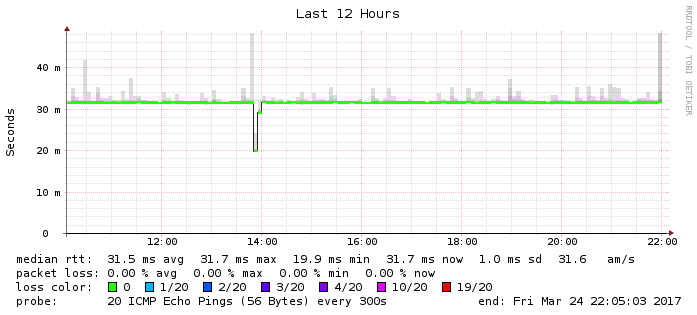 Last 12 Hours
RRDTOOL / TOBI OETIKER
Seconds
40 m
30 m
20 m
10 m
0
12:00 14:00 16:00 18:00 20:00 22:00
median rtt: 31.5 ms avg 31.7 ms max 19.9 ms min 31.7 ms now 1.0 ms sd 31.6 am/s
packet loss: 0.00 % avg 0.00 % max 0.00 % min 0.00 % now
loss color: 0 1/20 2/20 3/20 4/20 10/20 19/20
probe: 20 ICMP Echo Pings (56 Bytes) every 300s end: Fri Mar 24 22:05:03 2017